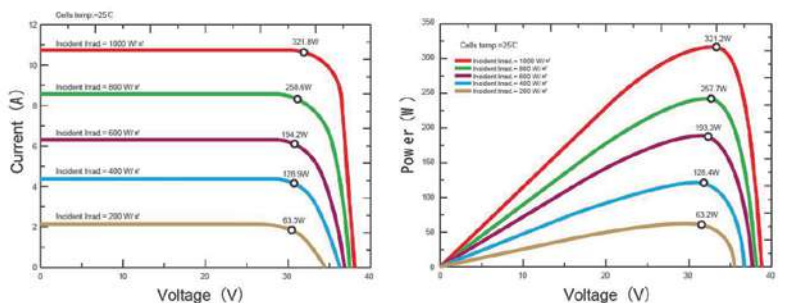 Cells temp.=25C
12
10
8
6
4
2
0
Current (A)
Incident Irrad. = 1000 W/㎡
321.8W
Incident Irrad. = 800 W/㎡
258.6W
Incident Irrad. = 600 W/㎡
194.2W
Incident Irrad. = 400 W/㎡
128.9W
Incident Irrad. = 200 W/㎡
63.3W
0
10
20
30
40
Voltage (V)
350
300
250
200
150
100
50
0
Power (W)
Cells temp.=25C
Incident Irrad. = 1000 W/㎡
Incident Irrad. = 800 W/㎡
Incident Irrad. = 600 W/㎡
Incident Irrad. = 400 W/㎡
Incident Irrad. = 200 W/㎡
321.2W
257.7W
193.3W
128.4W
63.2W
0
10
20
30
40
Voltage (V)